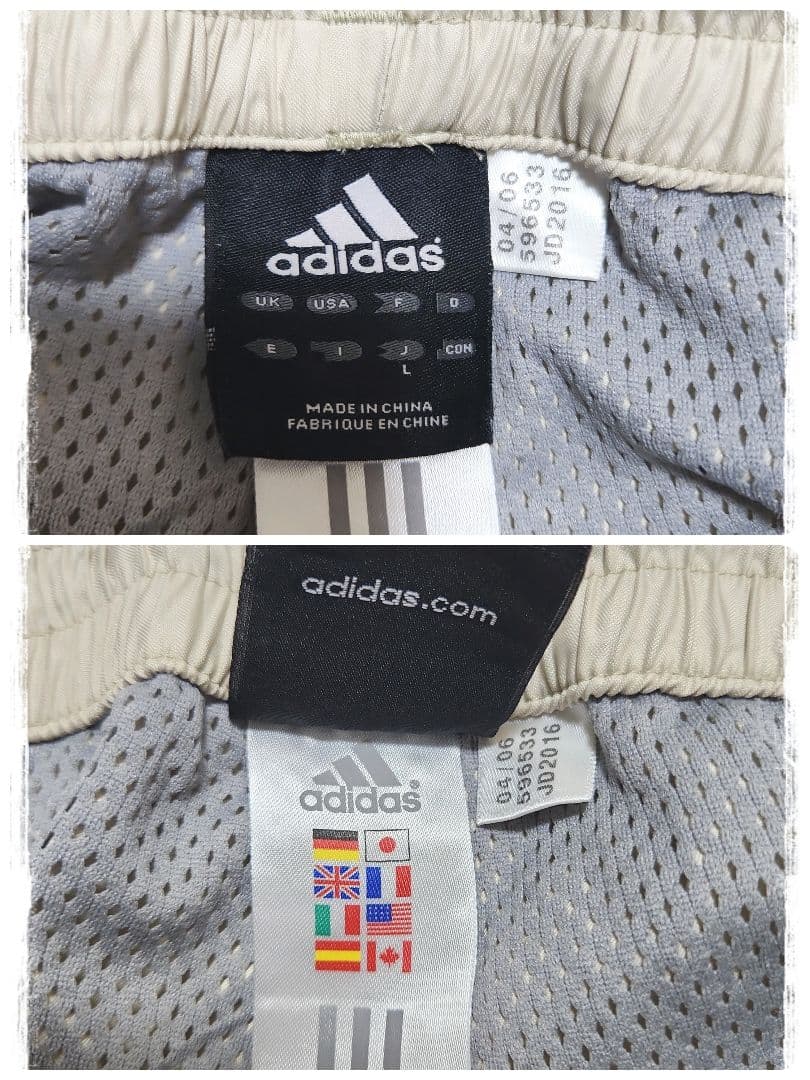 adidas
UK USA F D
E I J CON
L
MADE IN CHINA
FABRIQUE EN CHINE
04/06
596533
JD2016
adidas.com
adidas
04/06
596533
JD2016